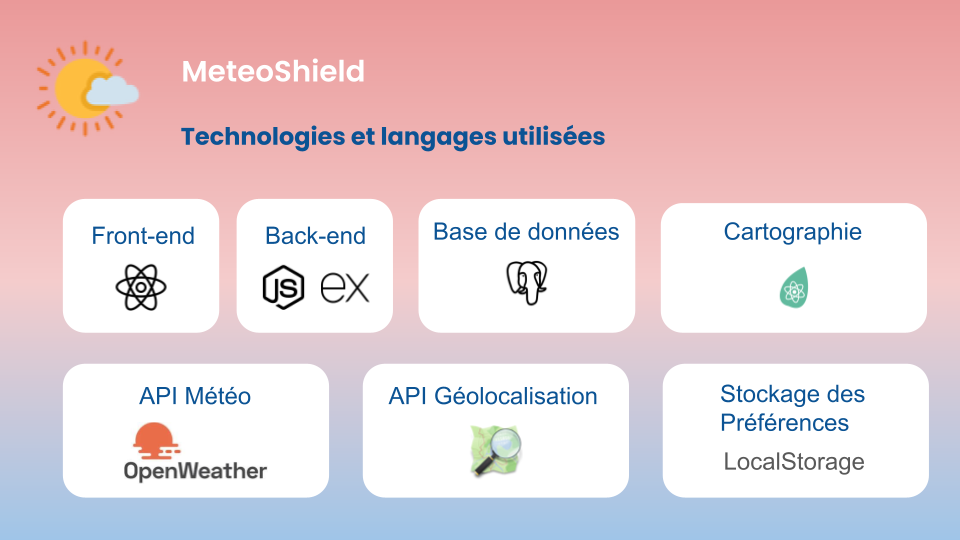 MeteoShield
Technologies et langages utilisées
Front-end
Back-end
Base de données
Cartographie
JS
ex
API Météo
API Géolocalisation
Stockage des
Préférences
OpenWeather
LocalStorage